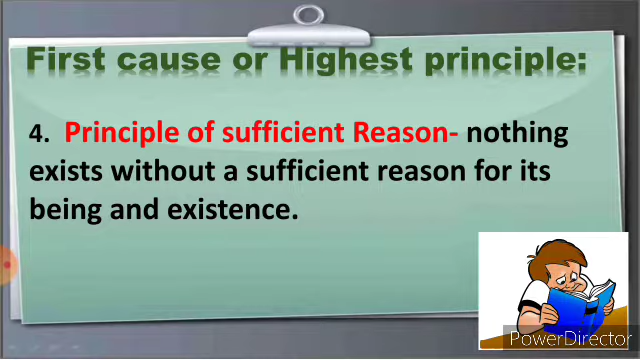 First cause or Highest principle:
4. Principle of sufficient Reason- nothing
exists without a sufficient reason for its
being and existence.
PowerDirector